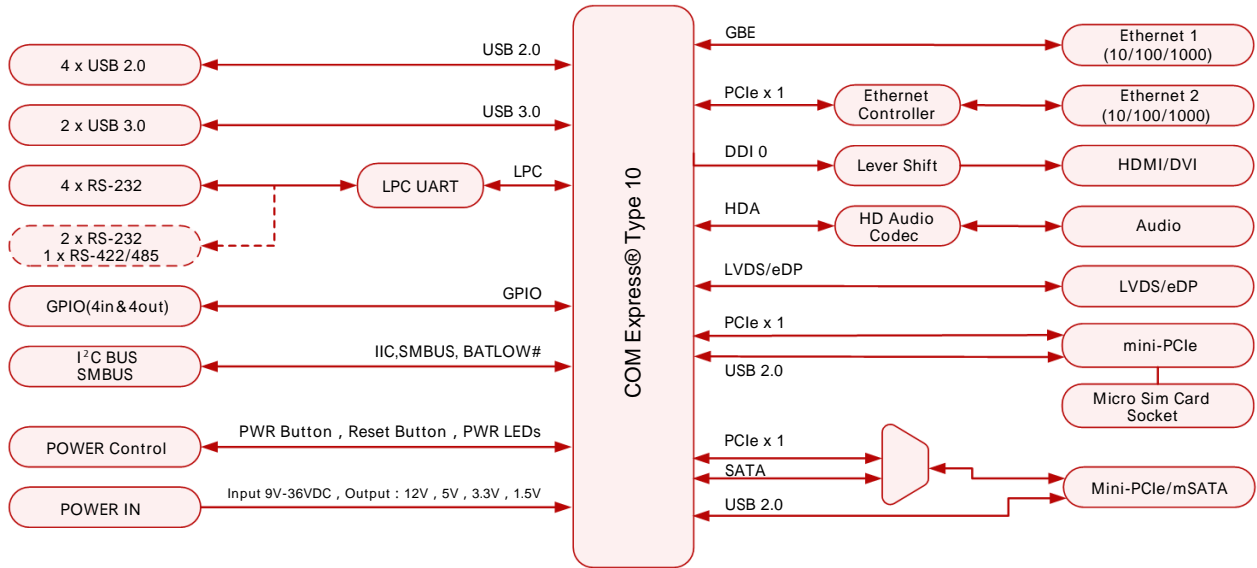 4 x USB 2.0
USB 2.0
2 x USB 3.0
USB 3.0
4 x RS-232
LPC UART
LPC
2 x RS-232
1 x RS-422/485
GPIO(4in&4out)
GPIO
I²C BUS
SMBUS
IIC,SMBUS, BATLOW#
POWER Control
PWR Button , Reset Button , PWR LEDs
POWER IN
Input 9V-36VDC , Output : 12V , 5V , 3.3V , 1.5V
COM Express® Type 10
GBE
Ethernet 1
(10/100/1000)
PCIe x 1
Ethernet
Controller
Ethernet 2
(10/100/1000)
DDI 0
Lever Shift
HDMI/DVI
HDA
HD Audio
Codec
Audio
LVDS/eDP
LVDS/eDP
PCIe x 1
USB 2.0
mini-PCIe
Micro Sim Card
Socket
PCIe x 1
SATA
USB 2.0
Mini-PCIe/mSATA